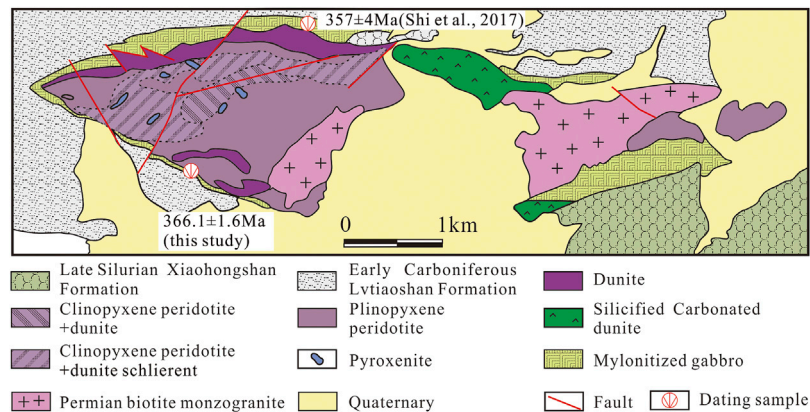 357±4Ma(Shi et al., 2017)
366.1±1.6Ma
(this study)
0 1km
Late Silurian Xiaohongshan
Formation
Early Carboniferous
Lvtiaoshan Formation
Dunite
Clinopyxene peridotite
+dunite
Plinopyxene
peridotite
Silicified Carbonated
dunite
Clinopyxene peridotite
+dunite schlierent
Pyroxenite
Mylonitized gabbro
Permian biotite monzogranite
Quaternary
Fault
Dating sample